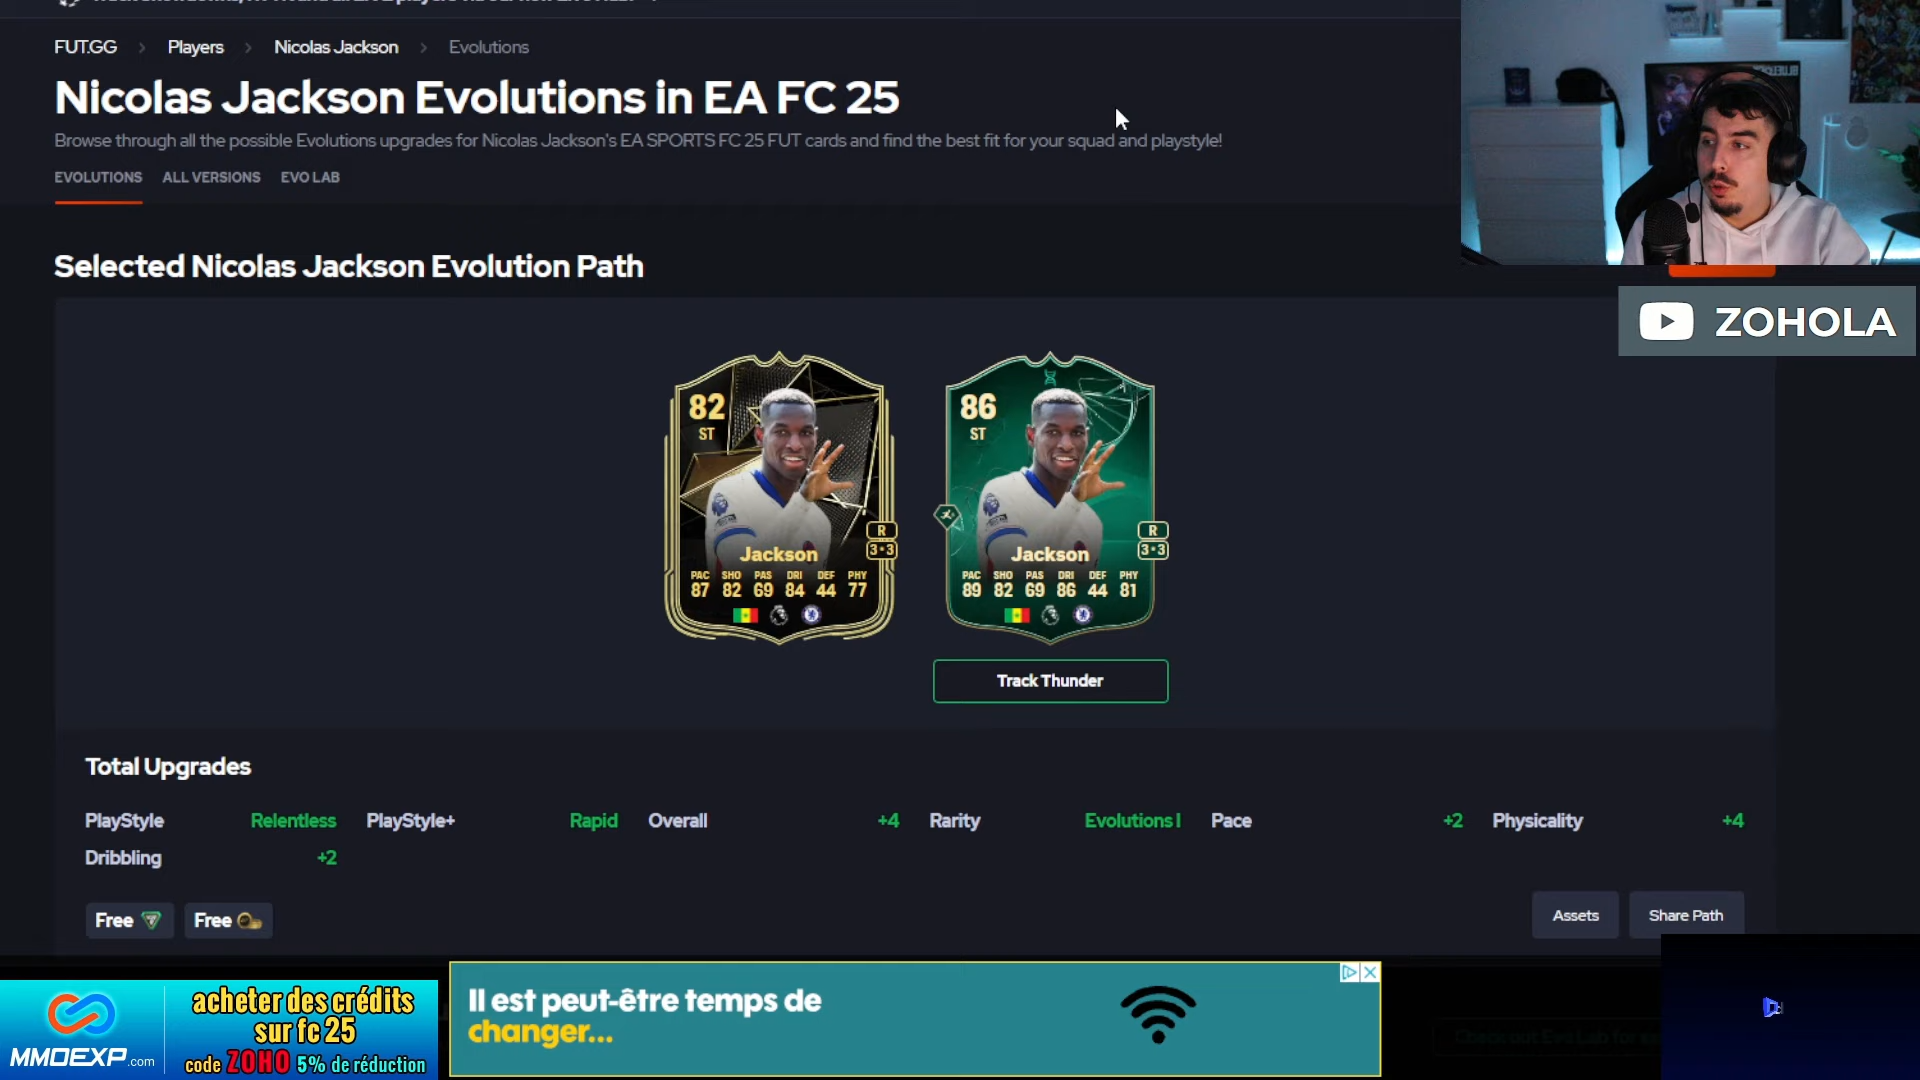 FUT.GG > Players > Nicolas Jackson > Evolutions
Nicolas Jackson Evolutions in EA FC 25
Browse through all the possible Evolutions upgrades for Nicolas Jackson's EA SPORTS FC 25 FUT cards and find the best fit for your squad and playstyle!
EVOLUTIONS ALL VERSIONS EVO LAB
Selected Nicolas Jackson Evolution Path
ZOHOLA
82
ST
R
3★3
Jackson
PAC SHO PAS DRI DEF PHY
87 82 69 84 44 77
86
ST
R
3★3
Jackson
PAC SHO PAS DRI DEF PHY
89 82 69 86 44 81
Track Thunder
Total Upgrades
PlayStyle Relentless PlayStyle+ Rapid Overall +4 Rarity Evolutions I Pace +2 Physicality +4
Dribbling +2
Free Free
Assets Share Path
MMOEXP.com
acheter des crédits
sur fc 25
code ZOHO 5% de réduction
Il est peut-être temps de
changer...